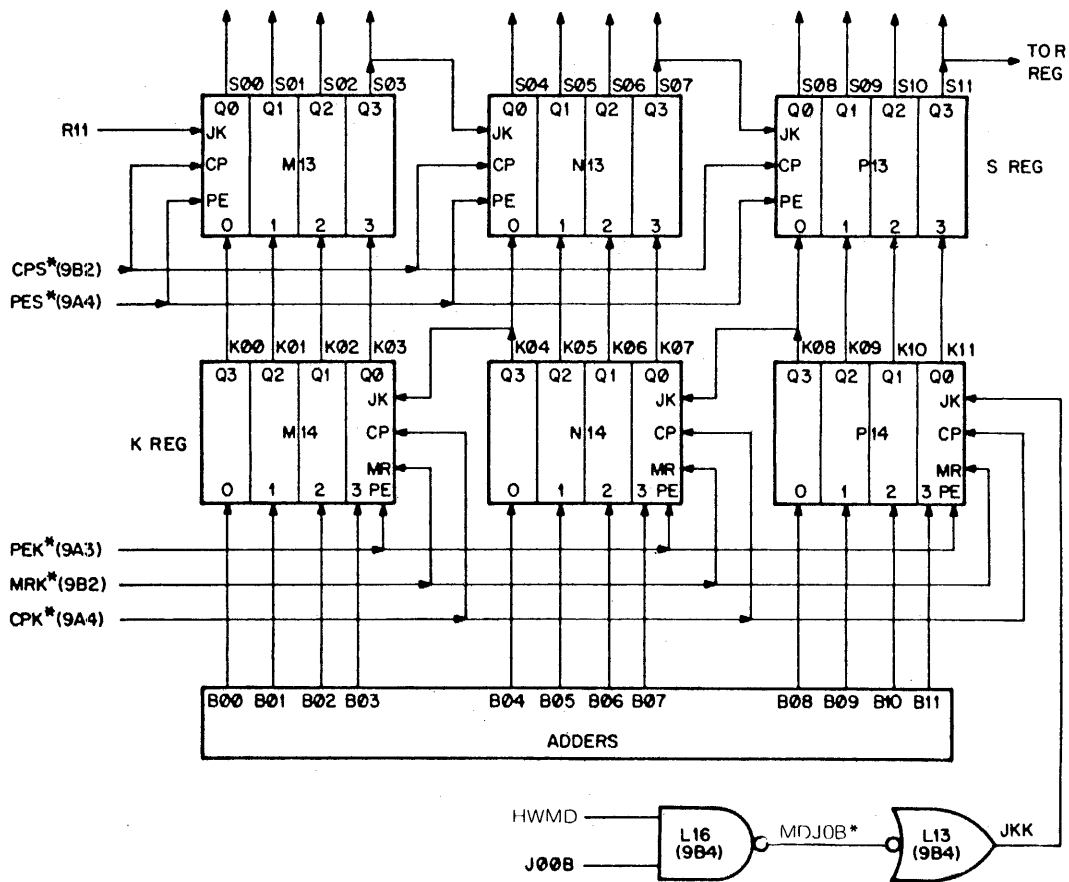 S00 S01 S02 S03 S04 S05 S06 S07 S08 S09 S10 S11
TO R
REG
Q0 Q1 Q2 Q3 Q0 Q1 Q2 Q3 Q0 Q1 Q2 Q3
R11
JK JK JK
CP M13 CP N13 CP P13 S REG
PE PE PE
0 1 2 3 0 1 2 3 0 1 2 3
CPS*(9B2)
PES*(9A4)
K00 K01 K02 K03 K04 K05 K06 K07 K08 K09 K10 K11
Q3 Q2 Q1 Q0 Q3 Q2 Q1 Q0 Q3 Q2 Q1 Q0
JK JK JK
K REG M14 CP N14 CP P14 CP
MR MR MR
0 1 2 3 PE 0 1 2 3 PE 0 1 2 3 PE
PEK*(9A3)
MRK*(9B2)
CPK*(9A4)
B00 B01 B02 B03 B04 B05 B06 B07 B08 B09 B10 B11
ADDERS
HWMD
L16
(9B4)
MDJ0B*
L13
(9B4)
JKK
J00B